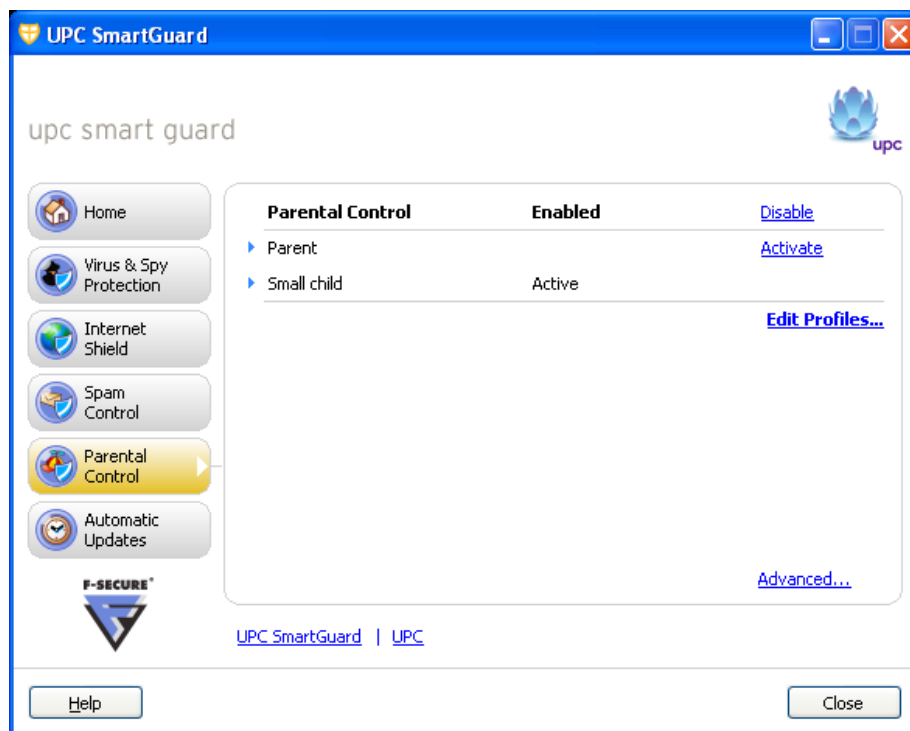 UPC SmartGuard
upc smart guard
upc
Home
Virus & Spy
Protection
Internet
Shield
Spam
Control
Parental
Control
Automatic
Updates
F-SECURE®
Parental Control Enabled Disable
Parent Activate
Small child Active
Edit Profiles...
Advanced...
UPC SmartGuard | UPC
Help Close